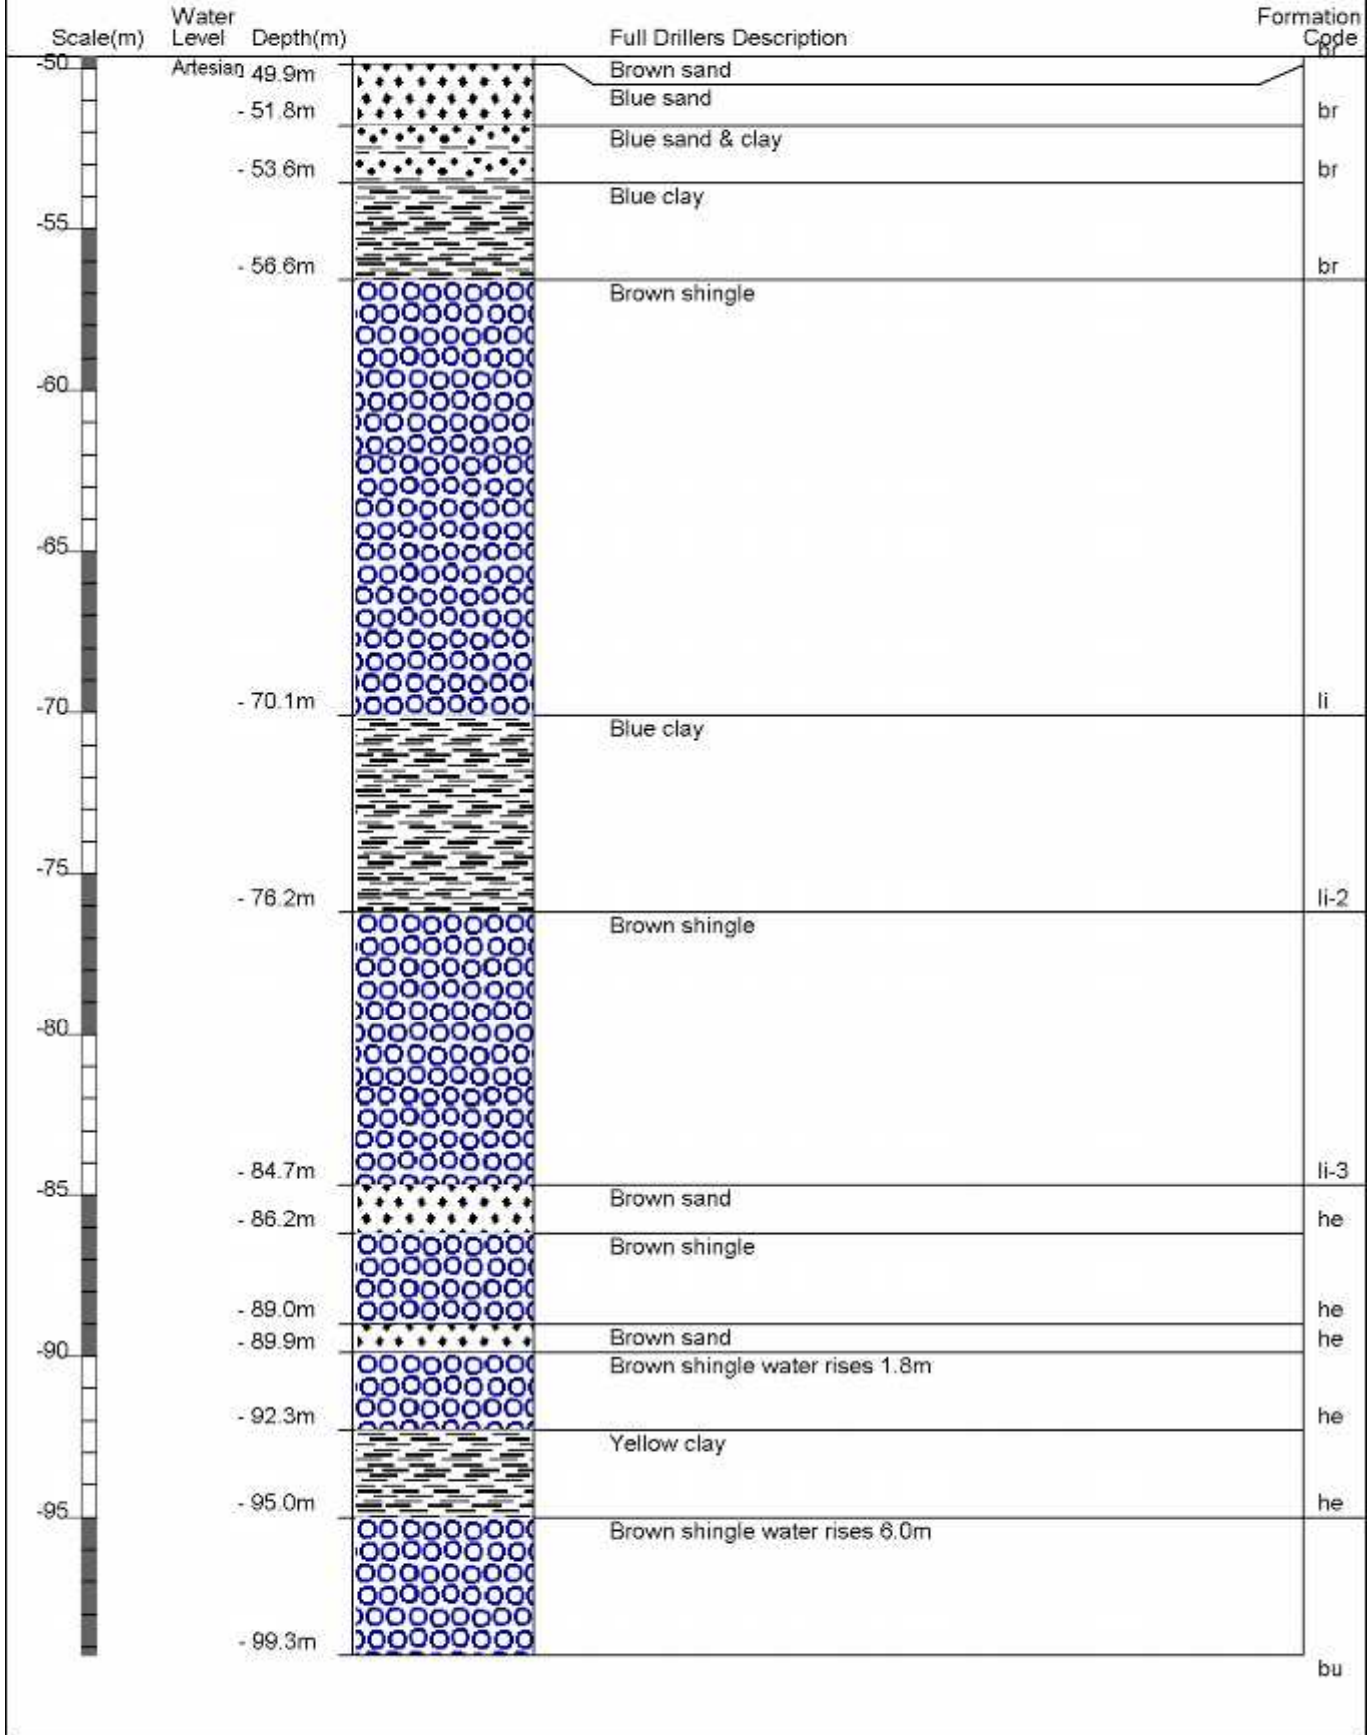 Water Formation
Scale(m) Level Depth(m) Full Drillers Description Code
br
-50 Artesian - 49.9m Brown sand
Blue sand
- 51.8m br
Blue sand & clay
- 53.6m br
Blue clay
-55
- 56.6m br
Brown shingle
-60
-65
-70 - 70.1m li
Blue clay
-75
- 76.2m li-2
Brown shingle
-80
- 84.7m li-3
-85 Brown sand
- 86.2m he
Brown shingle
- 89.0m he
- 89.9m Brown sand he
-90 Brown shingle water rises 1.8m
- 92.3m he
Yellow clay
-95 - 95.0m he
Brown shingle water rises 6.0m
- 99.3m
bu